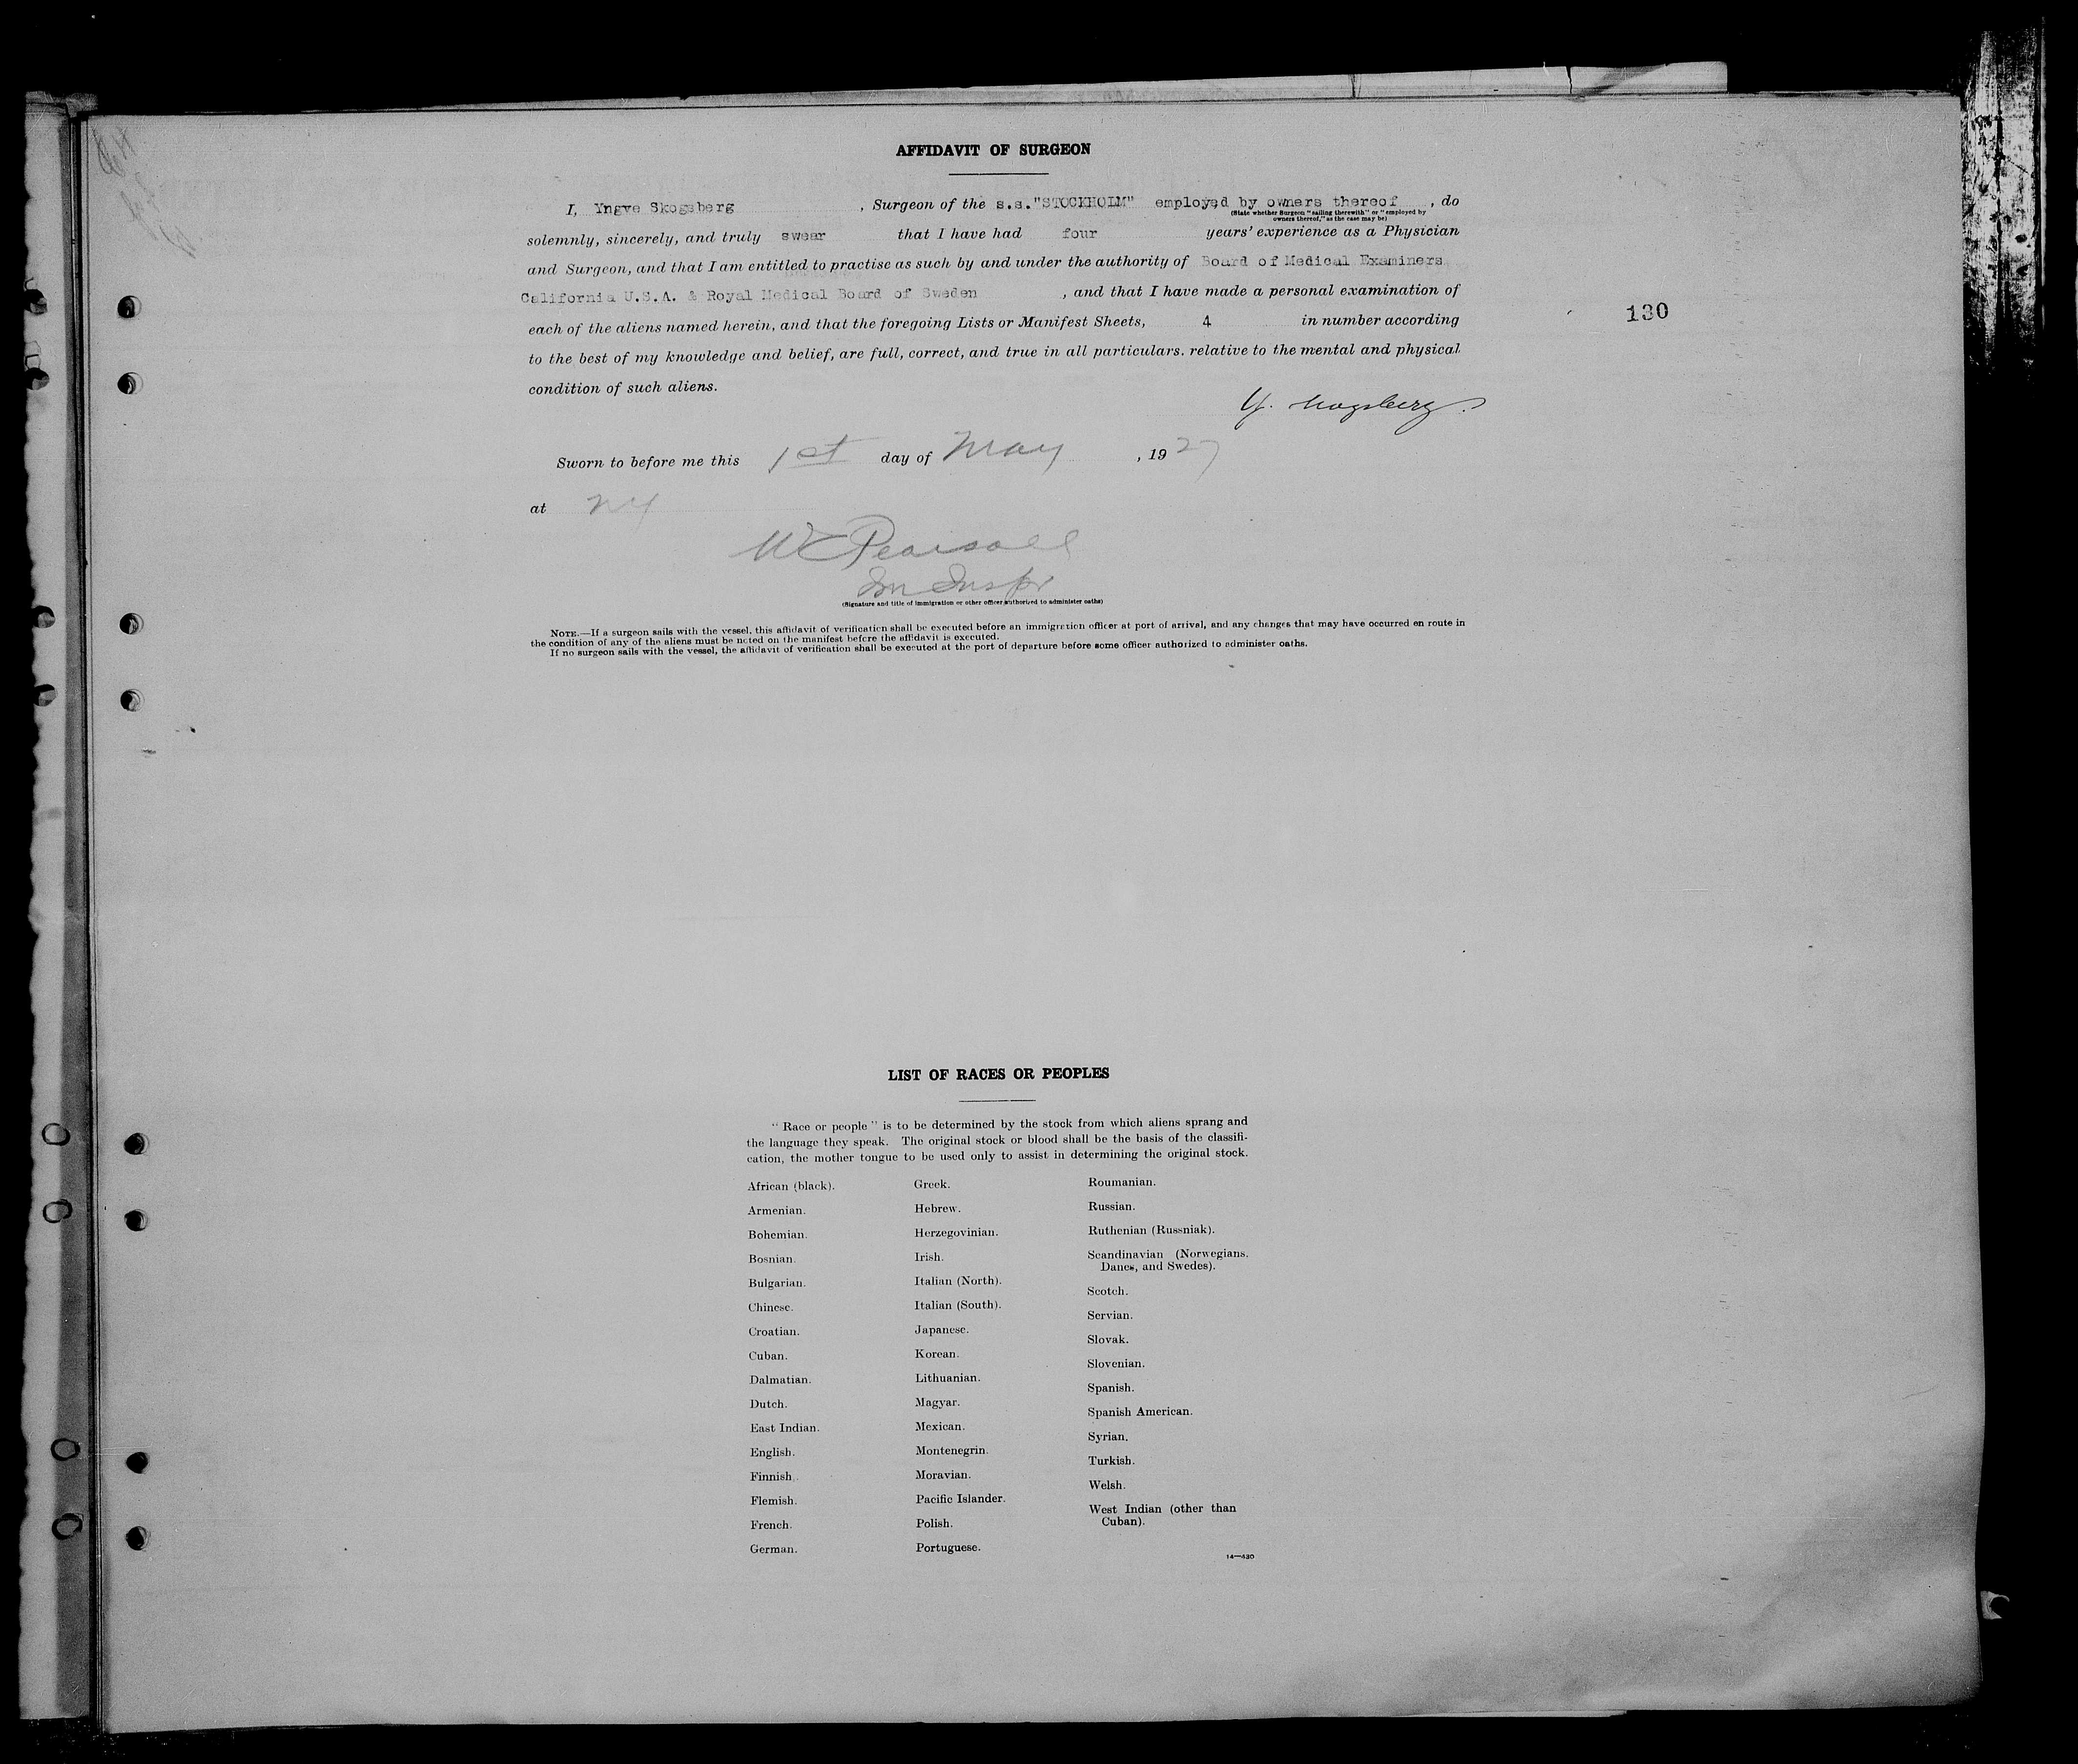 AFFIDAVIT OF SURGEON
I, Yngve Skogsberg , Surgeon of the s.s."STOCKHOLM" employed by owners thereof , do
(State whether Surgeon "sailing therewith" or "employed by
owners thereof," as the case may be)
solemnly, sincerely, and truly swear that I have had four years' experience as a Physician
and Surgeon, and that I am entitled to practise as such by and under the authority of Board of Medical Examiners
California U.S.A. & Royal Medical Board of Sweden , and that I have made a personal examination of
each of the aliens named herein, and that the foregoing Lists or Manifest Sheets, 4 in number according
130
to the best of my knowledge and belief, are full, correct, and true in all particulars. relative to the mental and physical
condition of such aliens.
Y. Skogsberg.
Sworn to before me this 1st day of May , 1927
at NY
W C Pearsall
Im Inspr
(Signature and title of immigration or other officer authorized to administer oaths)
NOTE.—If a surgeon sails with the vessel, this affidavit of verification shall be executed before an immigration officer at port of arrival, and any changes that may have occurred en route in
the condition of any of the aliens must be noted on the manifest before the affidavit is executed.
If no surgeon sails with the vessel, the affidavit of verification shall be executed at the port of departure before some officer authorized to administer oaths.
LIST OF RACES OR PEOPLES
"Race or people" is to be determined by the stock from which aliens sprang and
the language they speak. The original stock or blood shall be the basis of the classifi-
cation, the mother tongue to be used only to assist in determining the original stock.
African (black).
Armenian.
Bohemian.
Bosnian.
Bulgarian.
Chinese.
Croatian.
Cuban.
Dalmatian.
Dutch.
East Indian.
English.
Finnish.
Flemish.
French.
German.
Greek.
Hebrew.
Herzegovinian.
Irish.
Italian (North).
Italian (South).
Japanese.
Korean.
Lithuanian.
Magyar.
Mexican.
Montenegrin.
Moravian.
Pacific Islander.
Polish.
Portuguese.
Roumanian.
Russian.
Ruthenian (Russniak).
Scandinavian (Norwegians,
Danes, and Swedes).
Scotch.
Servian.
Slovak.
Slovenian.
Spanish.
Spanish American.
Syrian.
Turkish.
Welsh.
West Indian (other than
Cuban).
14—430